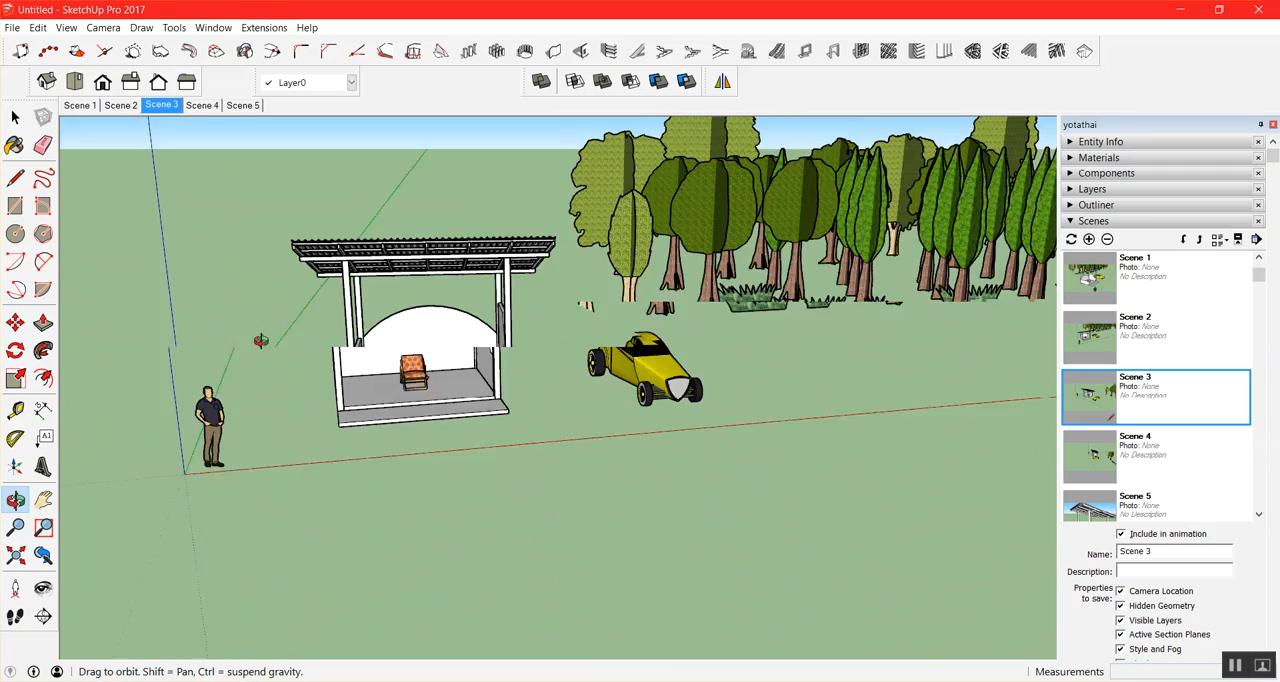 Untitled - SketchUp Pro 2017
File Edit View Camera Draw Tools Window Extensions Help
Layer0
Scene 1 Scene 2 Scene 3 Scene 4 Scene 5
yotathai
Entity Info
Materials
Components
Layers
Outliner
Scenes
Scene 1
Photo: None
No Description
Scene 2
Photo: None
No Description
Scene 3
Photo: None
No Description
Scene 4
Photo: None
No Description
Scene 5
Photo: None
No Description
Include in animation
Name: Scene 3
Description:
Properties to save:
Camera Location
Hidden Geometry
Visible Layers
Active Section Planes
Style and Fog
Drag to orbit. Shift = Pan, Ctrl = suspend gravity.
Measurements